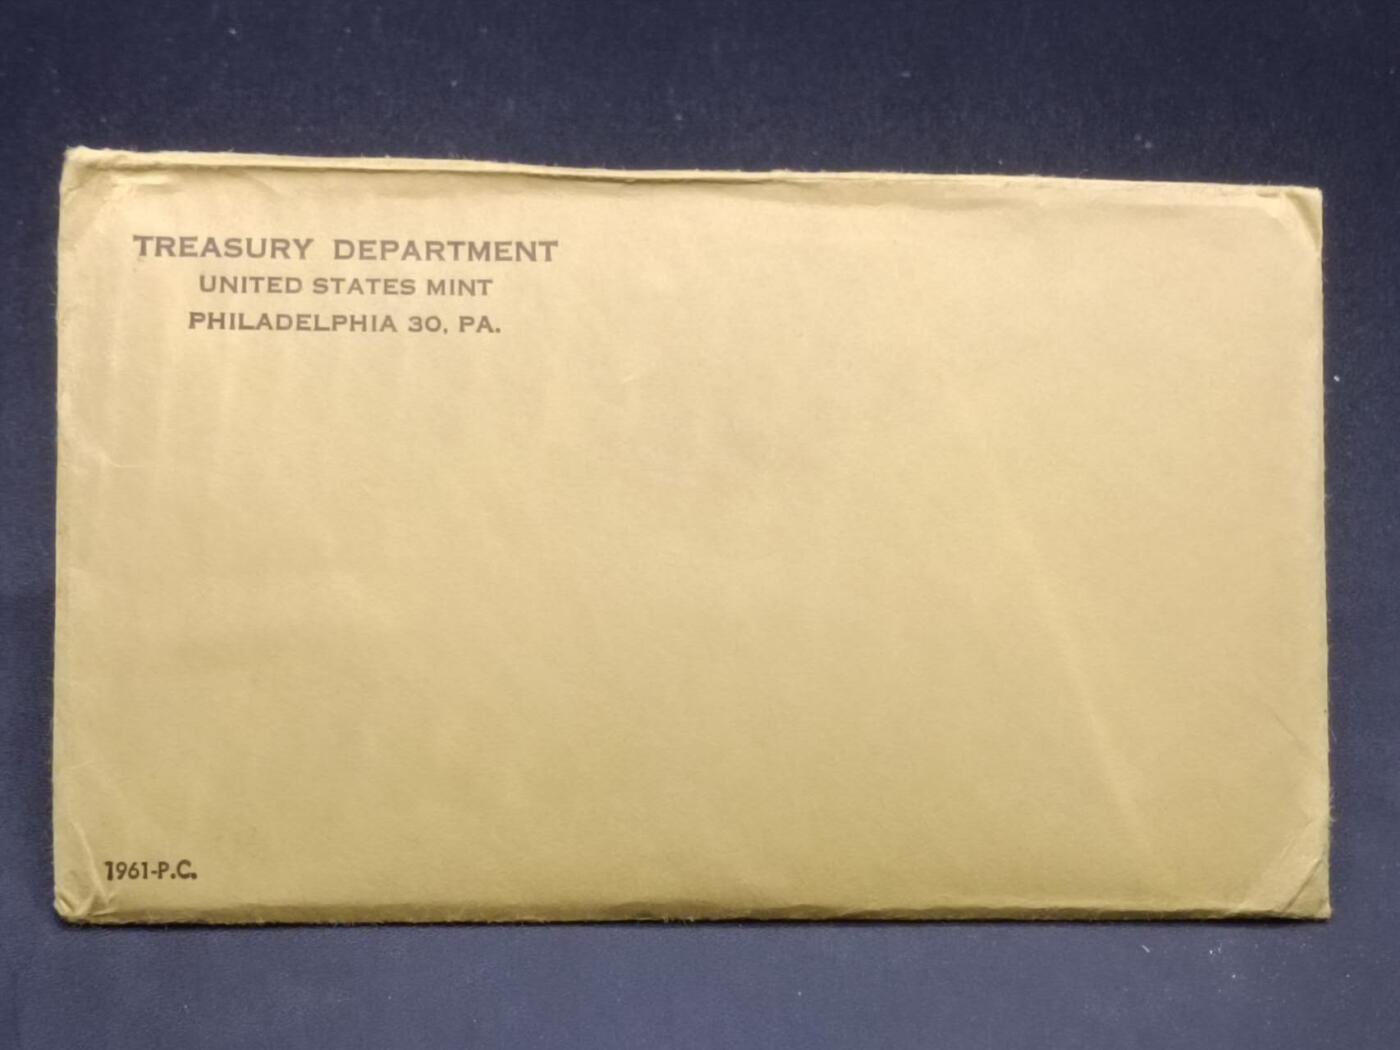 TREASURY DEPARTMENT
UNITED STATES MINT
PHILADELPHIA 30, PA.
1961-P.C.